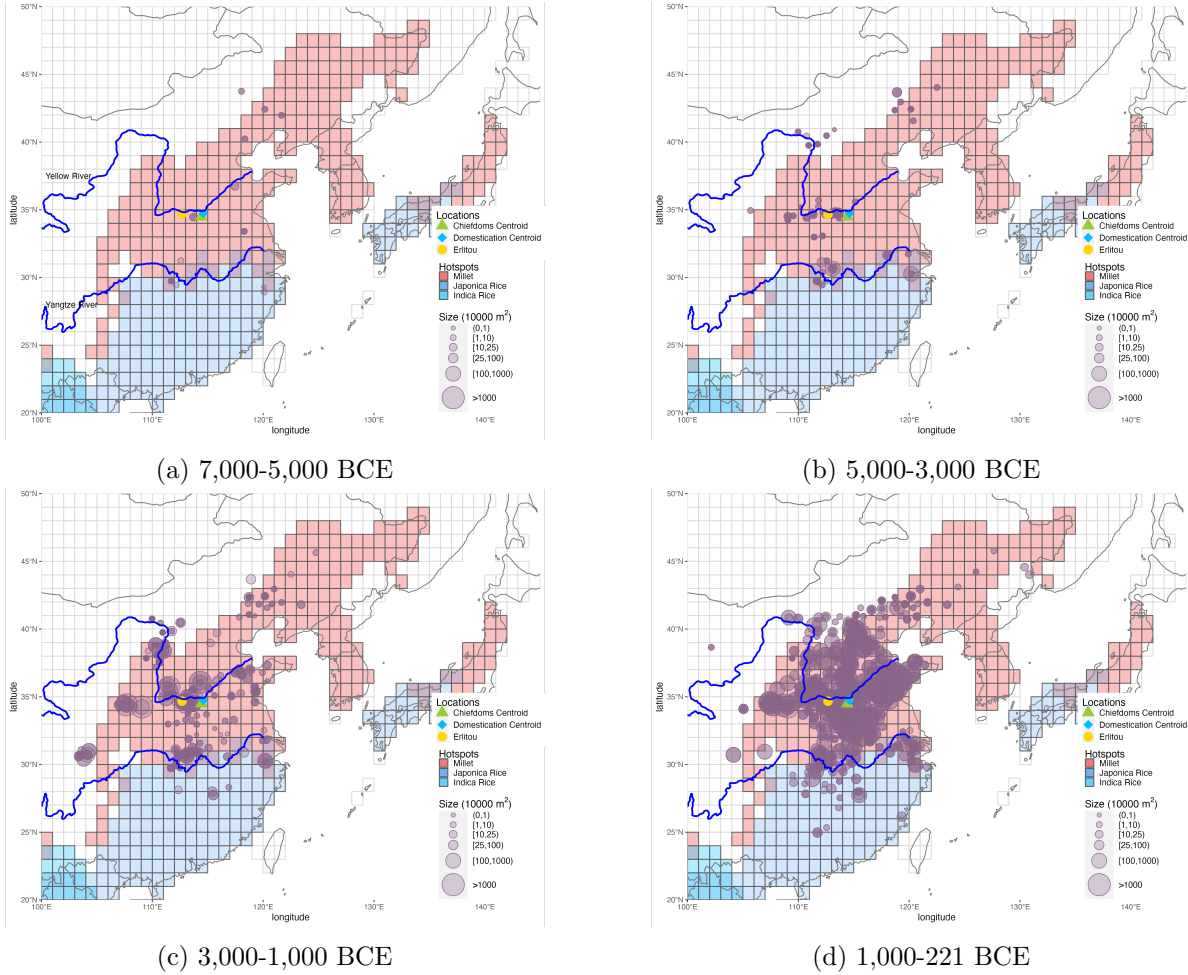 50°N
45°N
40°N
35°N
30°N
25°N
20°N
latitude
100°E
110°E
120°E
130°E
140°E
longitude
Yellow River
Yangtze River
Locations
Chiefdoms Centroid
Domestication Centroid
Erlitou
Hotspots
Millet
Japonica Rice
Indica Rice
Size (10000 m²)
(0,1)
[1,10)
[10,25)
[25,100)
[100,1000)
>1000
(a) 7,000-5,000 BCE
50°N
45°N
40°N
35°N
30°N
25°N
20°N
latitude
100°E
110°E
120°E
130°E
140°E
longitude
Yellow River
Yangtze River
Locations
Chiefdoms Centroid
Domestication Centroid
Erlitou
Hotspots
Millet
Japonica Rice
Indica Rice
Size (10000 m²)
(0,1)
[1,10)
[10,25)
[25,100)
[100,1000)
>1000
(b) 5,000-3,000 BCE
50°N
45°N
40°N
35°N
30°N
25°N
20°N
latitude
100°E
110°E
120°E
130°E
140°E
longitude
Locations
Chiefdoms Centroid
Domestication Centroid
Erlitou
Hotspots
Millet
Japonica Rice
Indica Rice
Size (10000 m²)
(0,1)
[1,10)
[10,25)
[25,100)
[100,1000)
>1000
(c) 3,000-1,000 BCE
50°N
45°N
40°N
35°N
30°N
25°N
20°N
latitude
100°E
110°E
120°E
130°E
140°E
longitude
Locations
Chiefdoms Centroid
Domestication Centroid
Erlitou
Hotspots
Millet
Japonica Rice
Indica Rice
Size (10000 m²)
(0,1)
[1,10)
[10,25)
[25,100)
[100,1000)
>1000
(d) 1,000-221 BCE